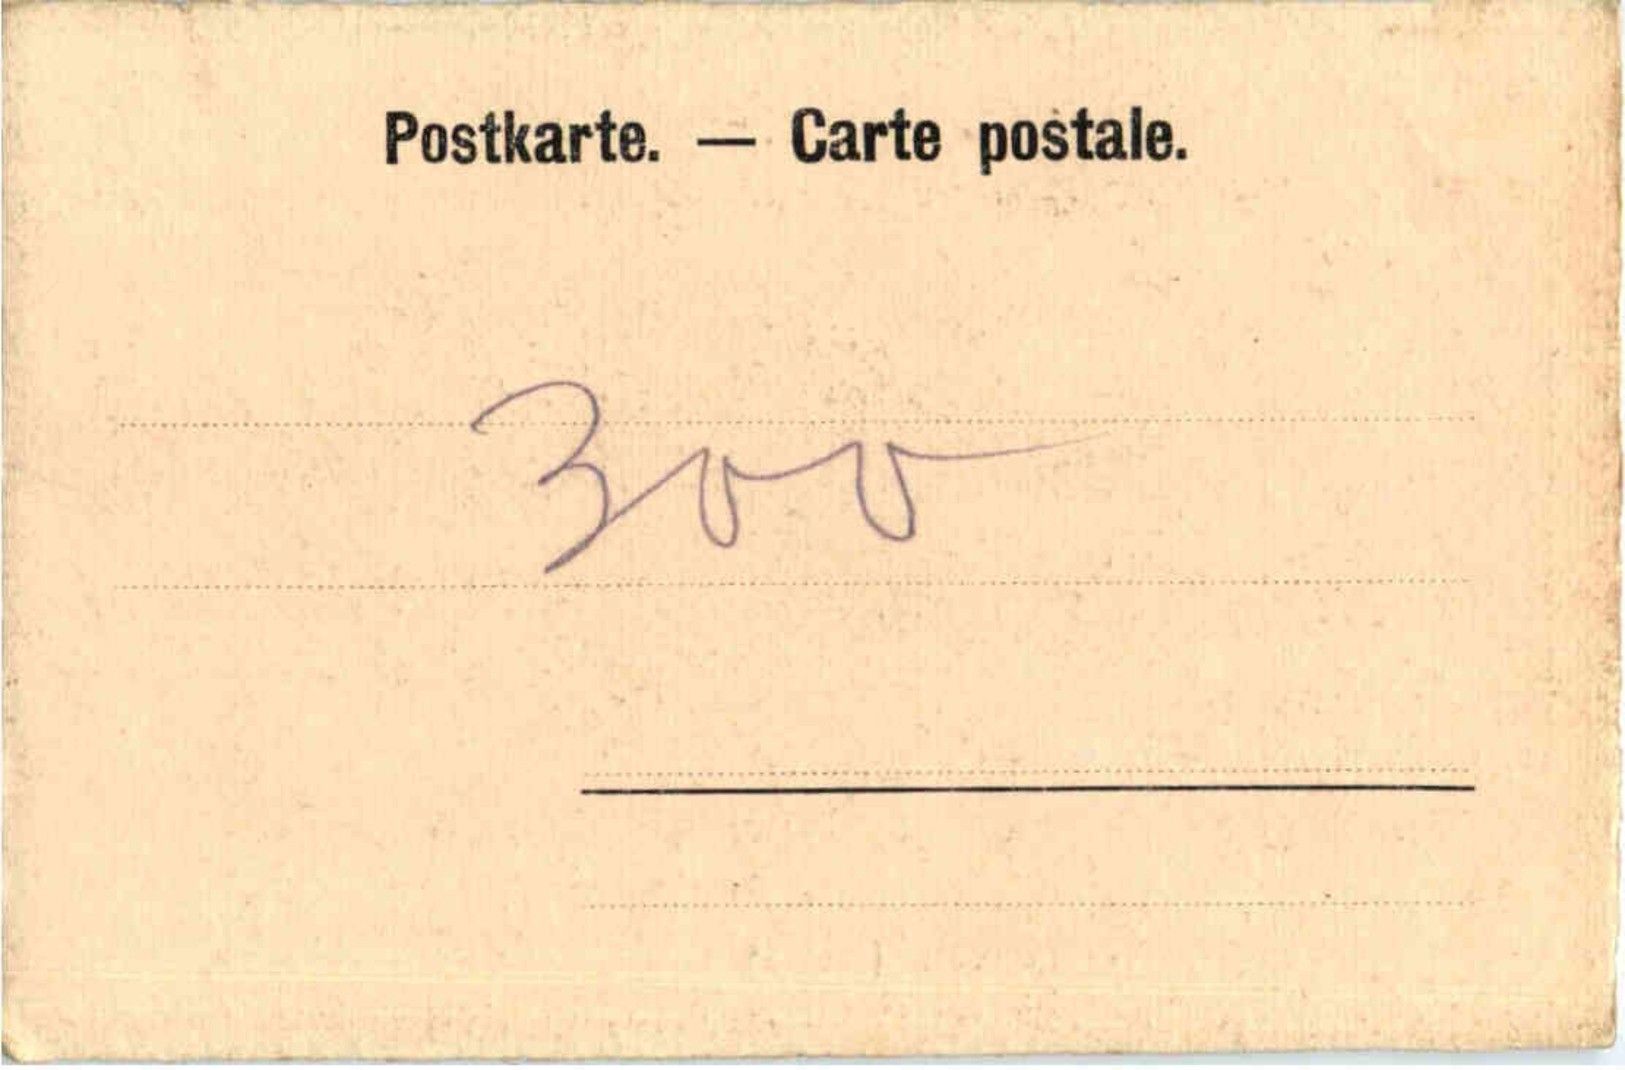 Postkarte. — Carte postale.
300